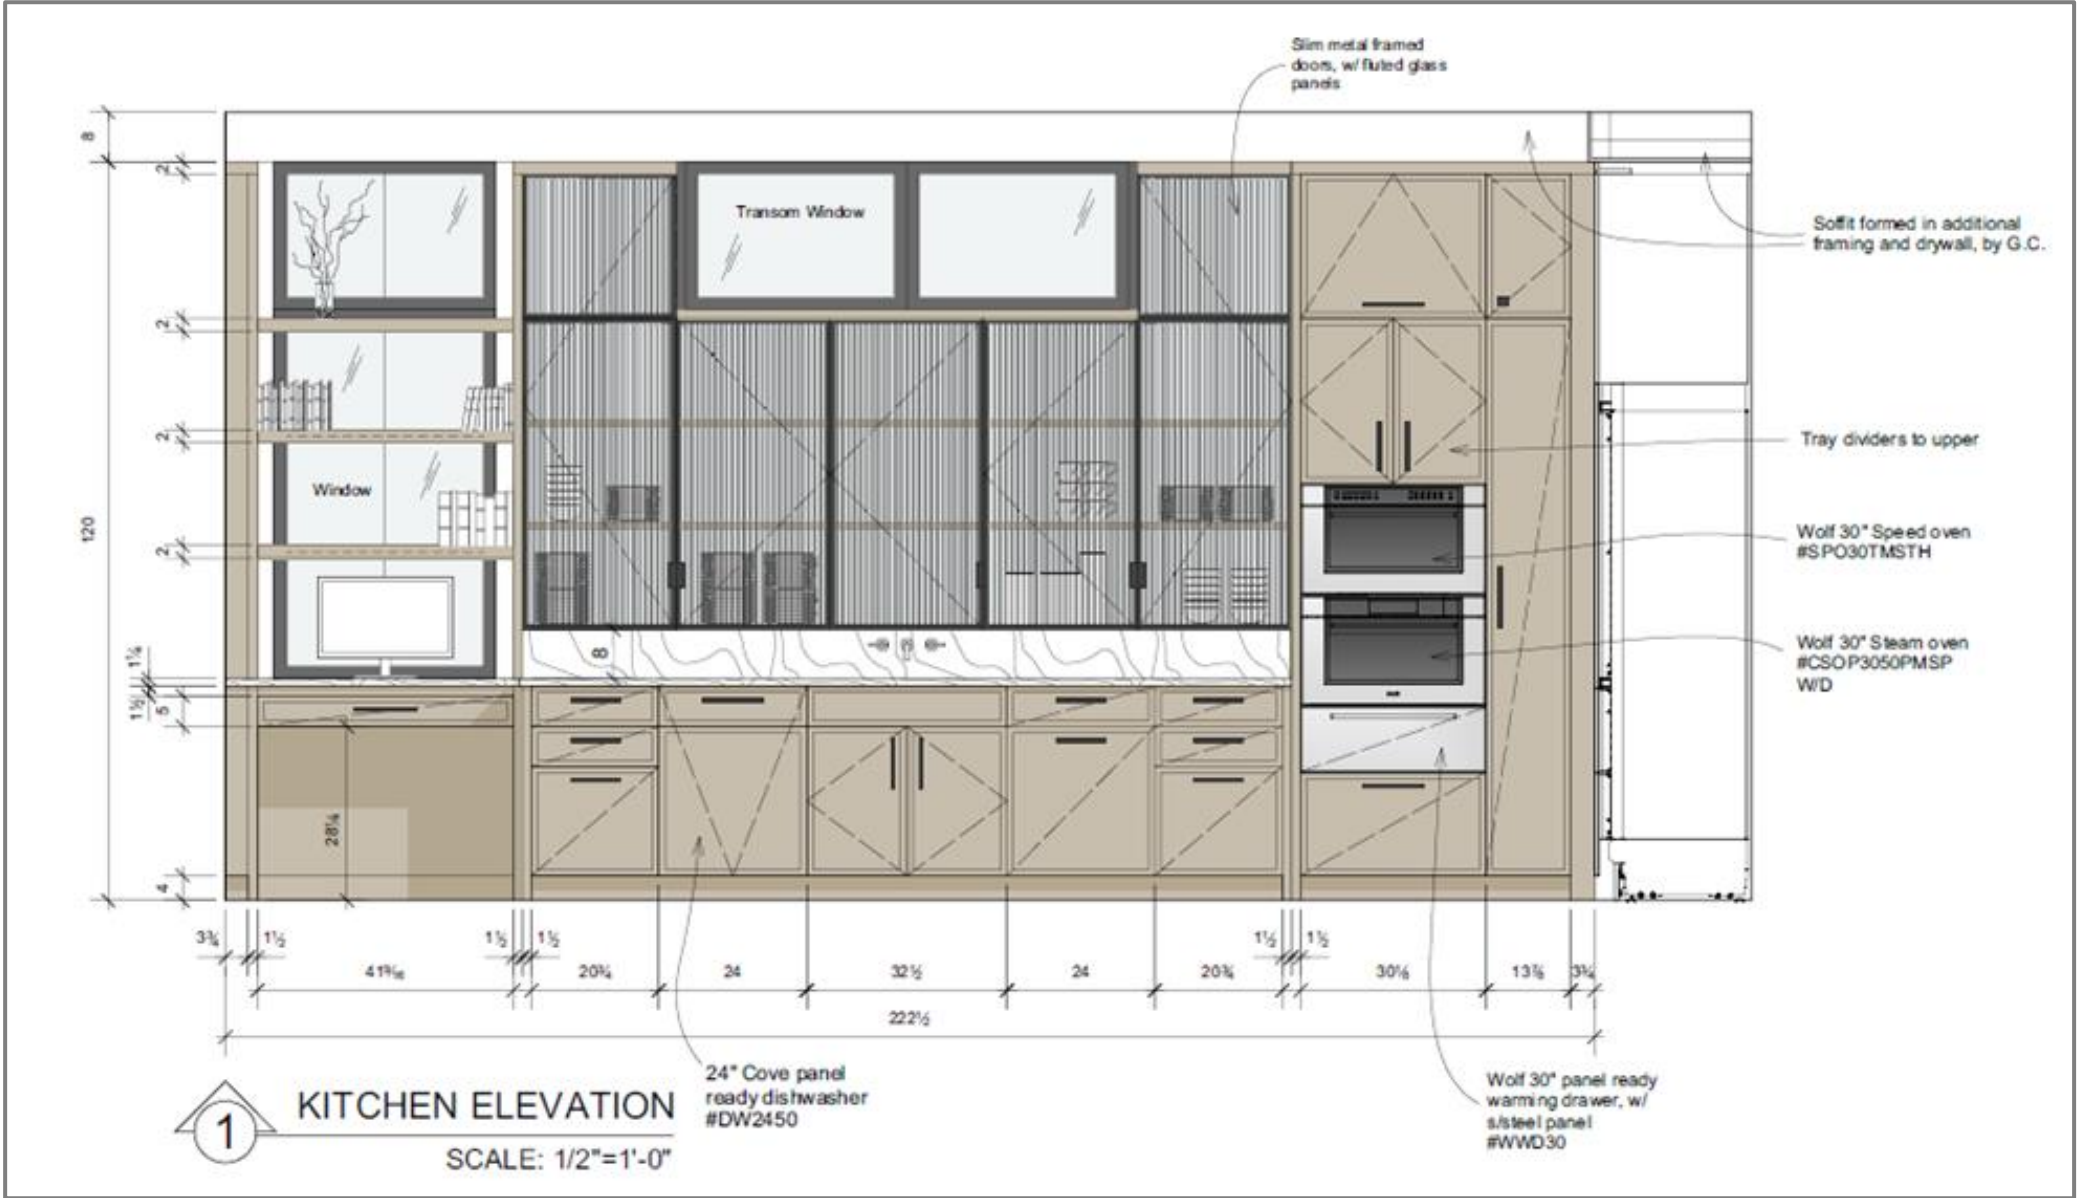 Slim metal framed
doors, w/ fluted glass
panels
8
2
Transom Window
Soffit formed in additional
framing and drywall, by G.C.
2
2
Tray dividers to upper
Window
120
Wolf 30" Speed oven
#SPO30TMSTH
2
Wolf 30" Steam oven
#CSOP3050PMSP
W/D
8
1¼
1½
5
28¼
4
3¾ 1½ 1½ 1½ 1½ 1½
20¾ 24 32½ 24 20¾ 30⅛ 13⅞ 3¾
222½
24" Cove panel
ready dishwasher
#DW2450
Wolf 30" panel ready
warming drawer, w/
s/steel panel
#WWD30
1
KITCHEN ELEVATION
SCALE: 1/2"=1'-0"